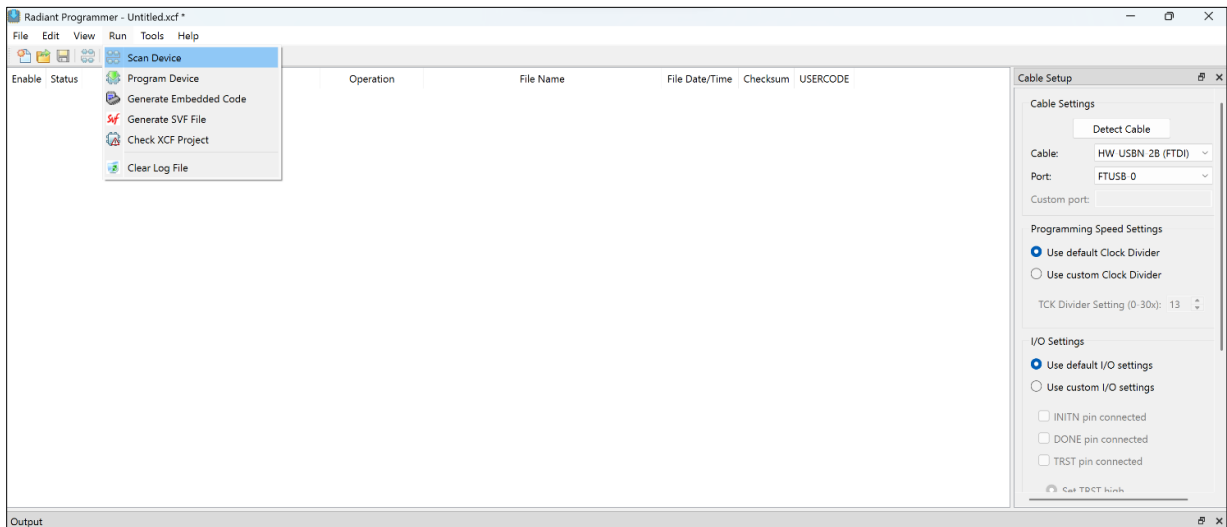 Radiant Programmer - Untitled.xcf *
File Edit View Run Tools Help
Scan Device
Program Device
Generate Embedded Code
Svf Generate SVF File
Check XCF Project
Clear Log File
Enable Status Operation File Name File Date/Time Checksum USERCODE
Cable Setup
Cable Settings
Detect Cable
Cable: HW-USBN-2B (FTDI)
Port: FTUSB-0
Custom port:
Programming Speed Settings
Use default Clock Divider
Use custom Clock Divider
TCK Divider Setting (0-30x): 13
I/O Settings
Use default I/O settings
Use custom I/O settings
INITN pin connected
DONE pin connected
TRST pin connected
Set TRST high
Output